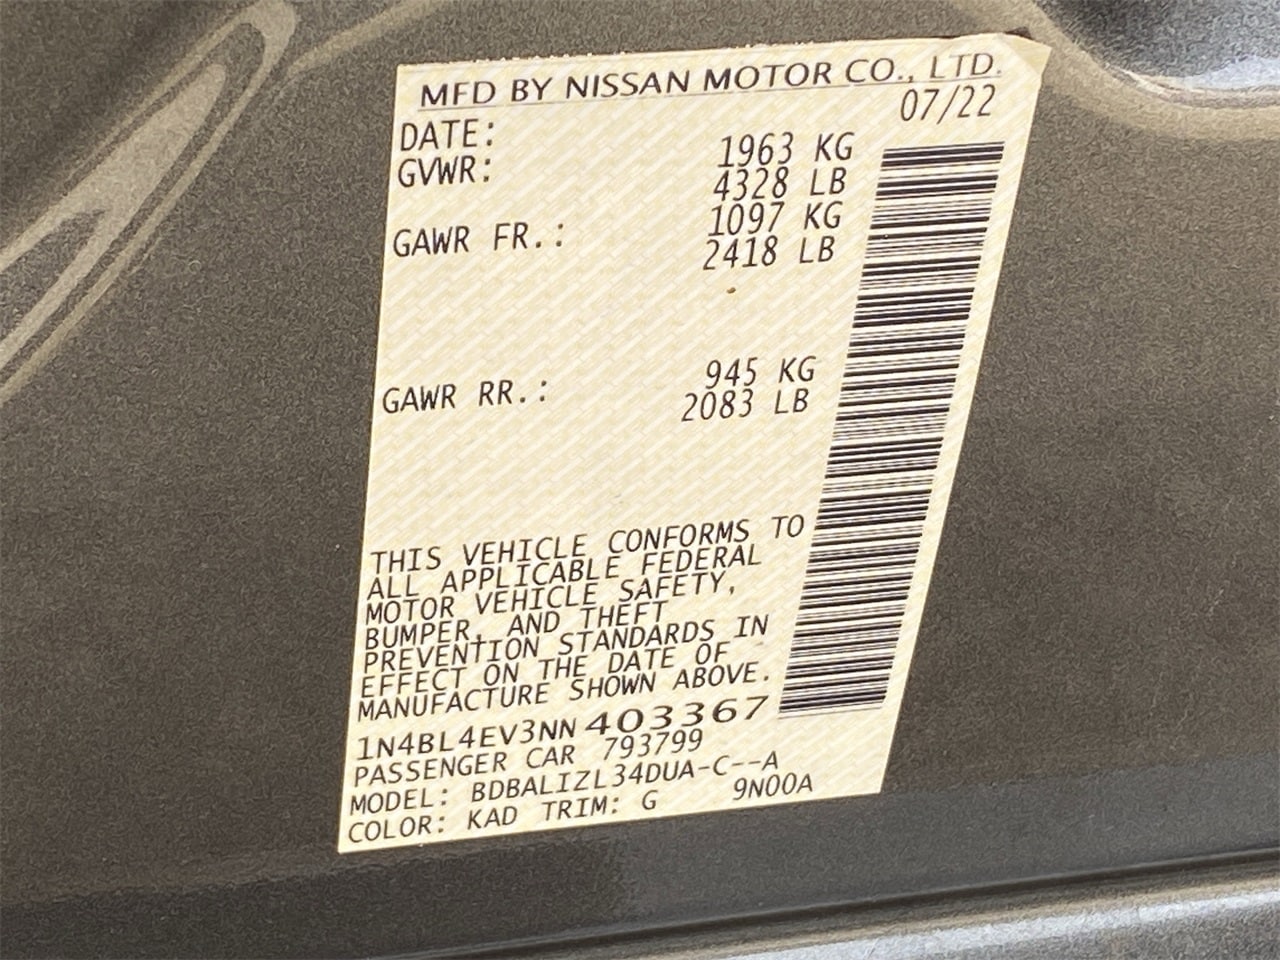 MFD BY NISSAN MOTOR CO., LTD.
DATE: 07/22
GVWR: 1963 KG
4328 LB
GAWR FR.: 1097 KG
2418 LB
GAWR RR.: 945 KG
2083 LB
THIS VEHICLE CONFORMS TO
ALL APPLICABLE FEDERAL
MOTOR VEHICLE SAFETY,
BUMPER, AND THEFT
PREVENTION STANDARDS IN
EFFECT ON THE DATE OF
MANUFACTURE SHOWN ABOVE.
1N4BL4EV3NN403367
PASSENGER CAR 793799
MODEL: BDBALIZL34DUA-C--A
COLOR: KAD TRIM: G 9N00A